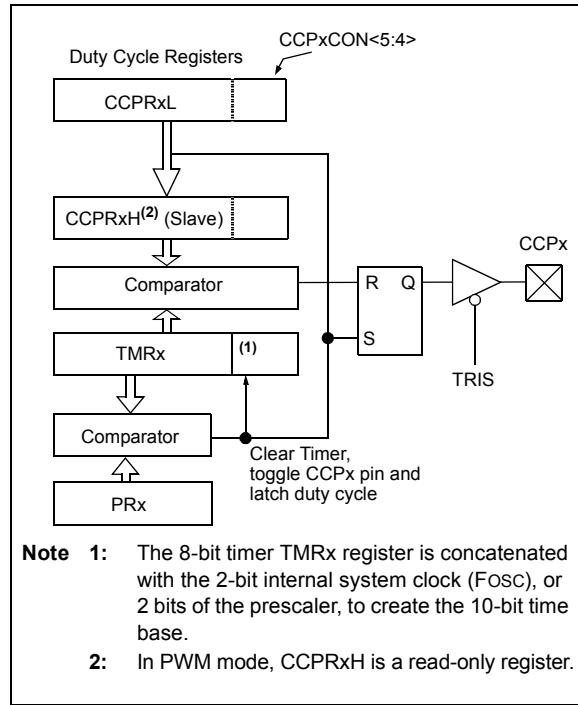 CCPxCON<5:4>
Duty Cycle Registers
CCPRxL
CCPRxH(2) (Slave)
CCPx
Comparator
R Q
S
TMRx
(1)
TRIS
Comparator
Clear Timer,
toggle CCPx pin and
latch duty cycle
PRx
Note 1: The 8-bit timer TMRx register is concatenated
with the 2-bit internal system clock (FOSC), or
2 bits of the prescaler, to create the 10-bit time
base.
2: In PWM mode, CCPRxH is a read-only register.